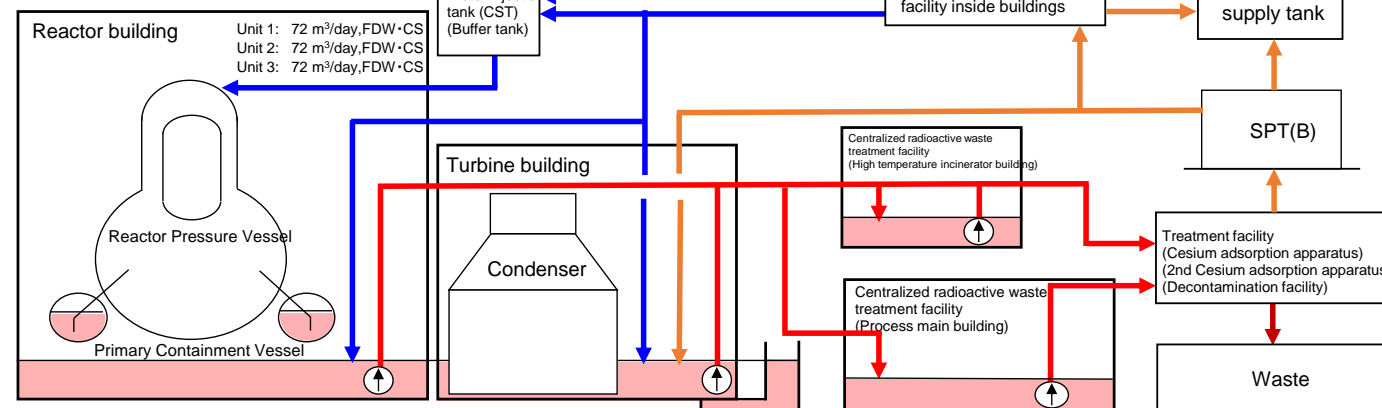 tank (CST)
(Buffer tank)
facility inside buildings
supply tank
Reactor building
Unit 1: 72 m³/day,FDW・CS
Unit 2: 72 m³/day,FDW・CS
Unit 3: 72 m³/day,FDW・CS
SPT(B)
Centralized radioactive waste
treatment facility
(High temperature incinerator building)
Turbine building
Reactor Pressure Vessel
Condenser
Treatment facility
(Cesium adsorption apparatus)
(2nd Cesium adsorption apparatus
(Decontamination facility)
Centralized radioactive waste
treatment facility
(Process main building)
Primary Containment Vessel
Waste